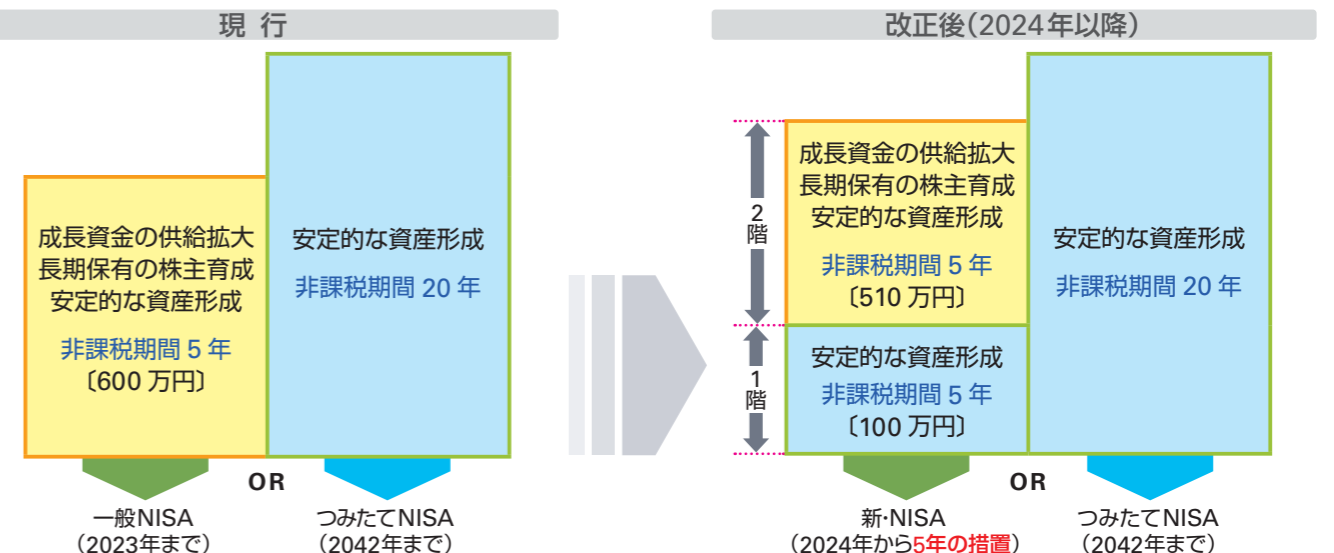 現 行
成長資金の供給拡大
長期保有の株主育成
安定的な資産形成
非課税期間 5 年
〔600 万円〕
安定的な資産形成
非課税期間 20 年
OR
一般NISA
（2023年まで）
つみたてNISA
（2042年まで）
改正後（2024年以降）
2階
1階
成長資金の供給拡大
長期保有の株主育成
安定的な資産形成
非課税期間 5 年
〔510 万円〕
安定的な資産形成
非課税期間 5 年
〔100 万円〕
安定的な資産形成
非課税期間 20 年
OR
新・NISA
（2024年から5年の措置）
つみたてNISA
（2042年まで）